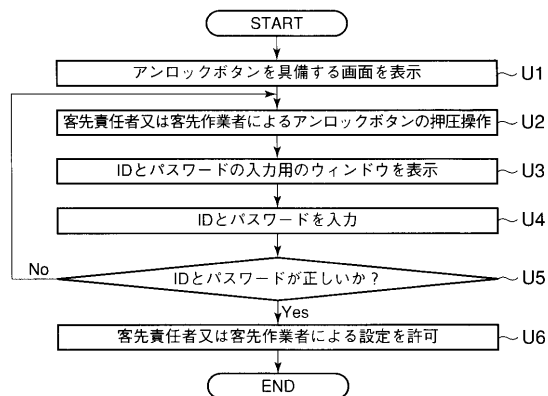 START
アンロックボタンを具備する画面を表示 U1
客先責任者又は客先作業者によるアンロックボタンの押圧操作 U2
IDとパスワードの入力用のウィンドウを表示 U3
IDとパスワードを入力 U4
No IDとパスワードが正しいか? U5
Yes
客先責任者又は客先作業者による設定を許可 U6
END